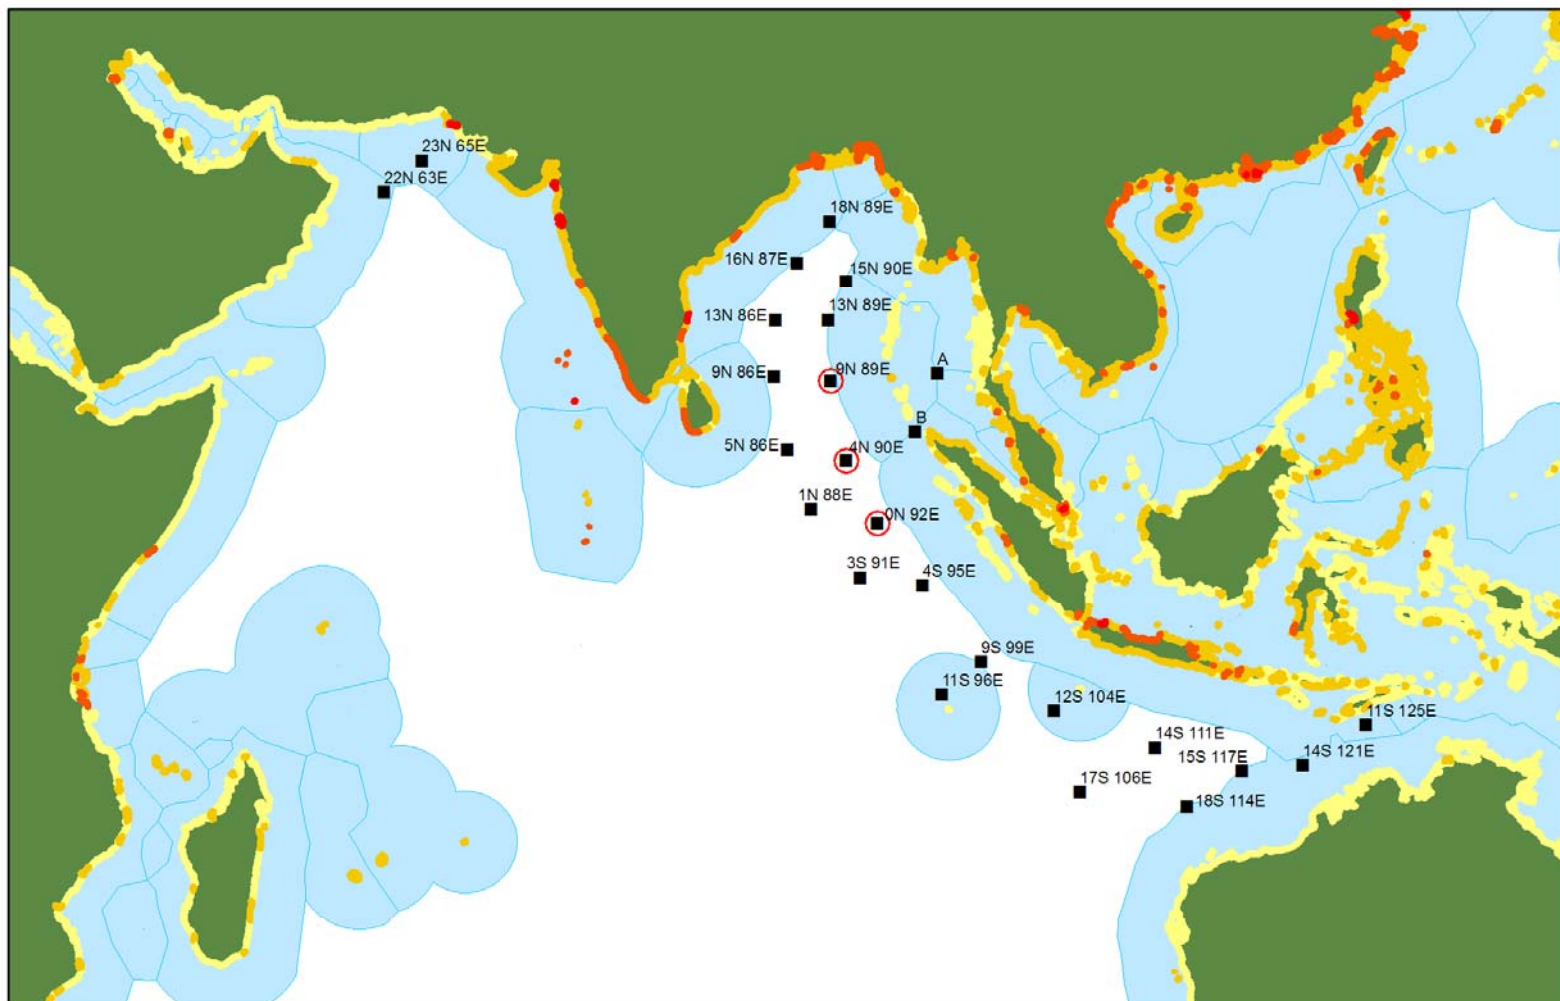 23N 65E
22N 63E
18N 89E
16N 87E
15N 90E
13N 86E
13N 89E
9N 86E
9N 89E
A
B
5N 86E
4N 90E
1N 88E
0N 92E
3S 91E
4S 95E
9S 99E
11S 96E
12S 104E
11S 125E
14S 111E
15S 117E
14S 121E
17S 106E
18S 114E